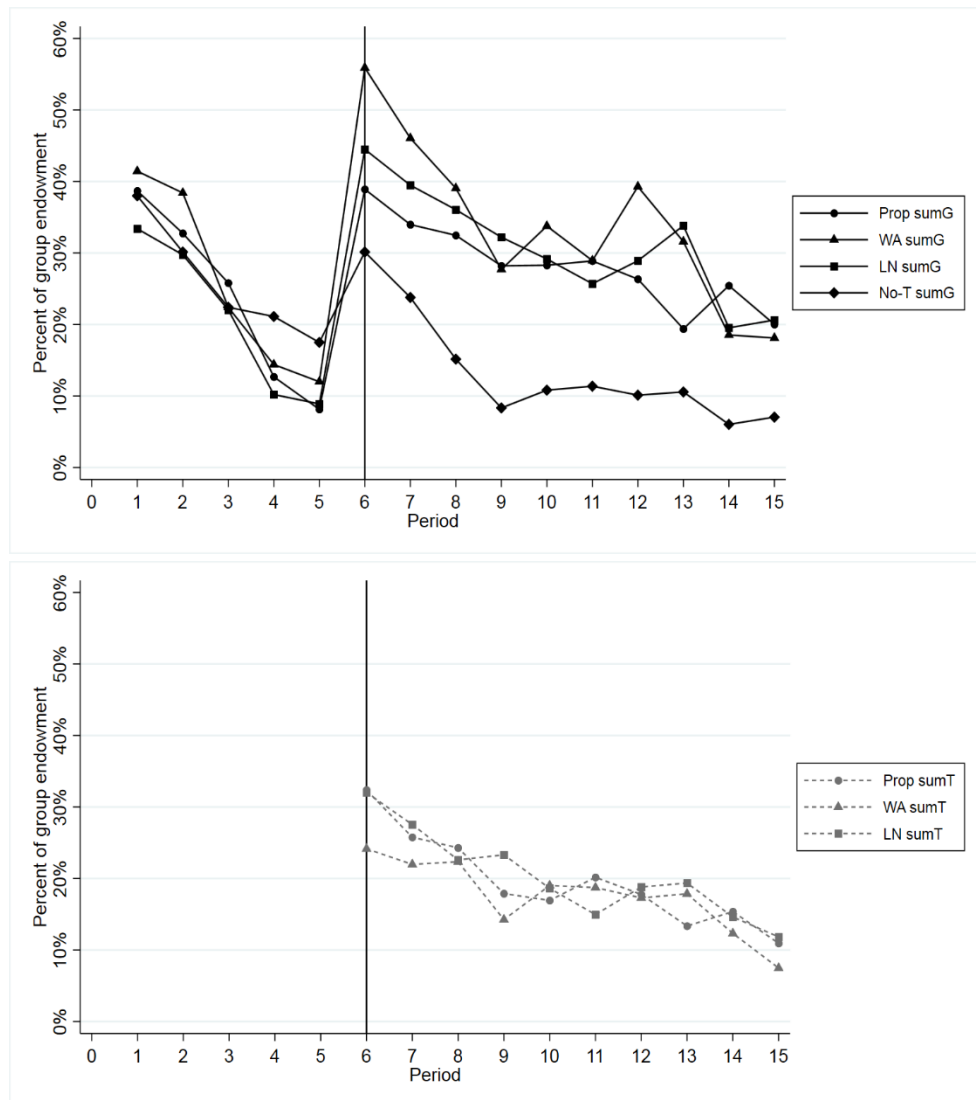 60%
50%
40%
30%
20%
10%
0%
Percent of group endowment
0 1 2 3 4 5 6 7 8 9 10 11 12 13 14 15
Period
Prop sumG
WA sumG
LN sumG
No-T sumG
60%
50%
40%
30%
20%
10%
0%
Percent of group endowment
0 1 2 3 4 5 6 7 8 9 10 11 12 13 14 15
Period
Prop sumT
WA sumT
LN sumT